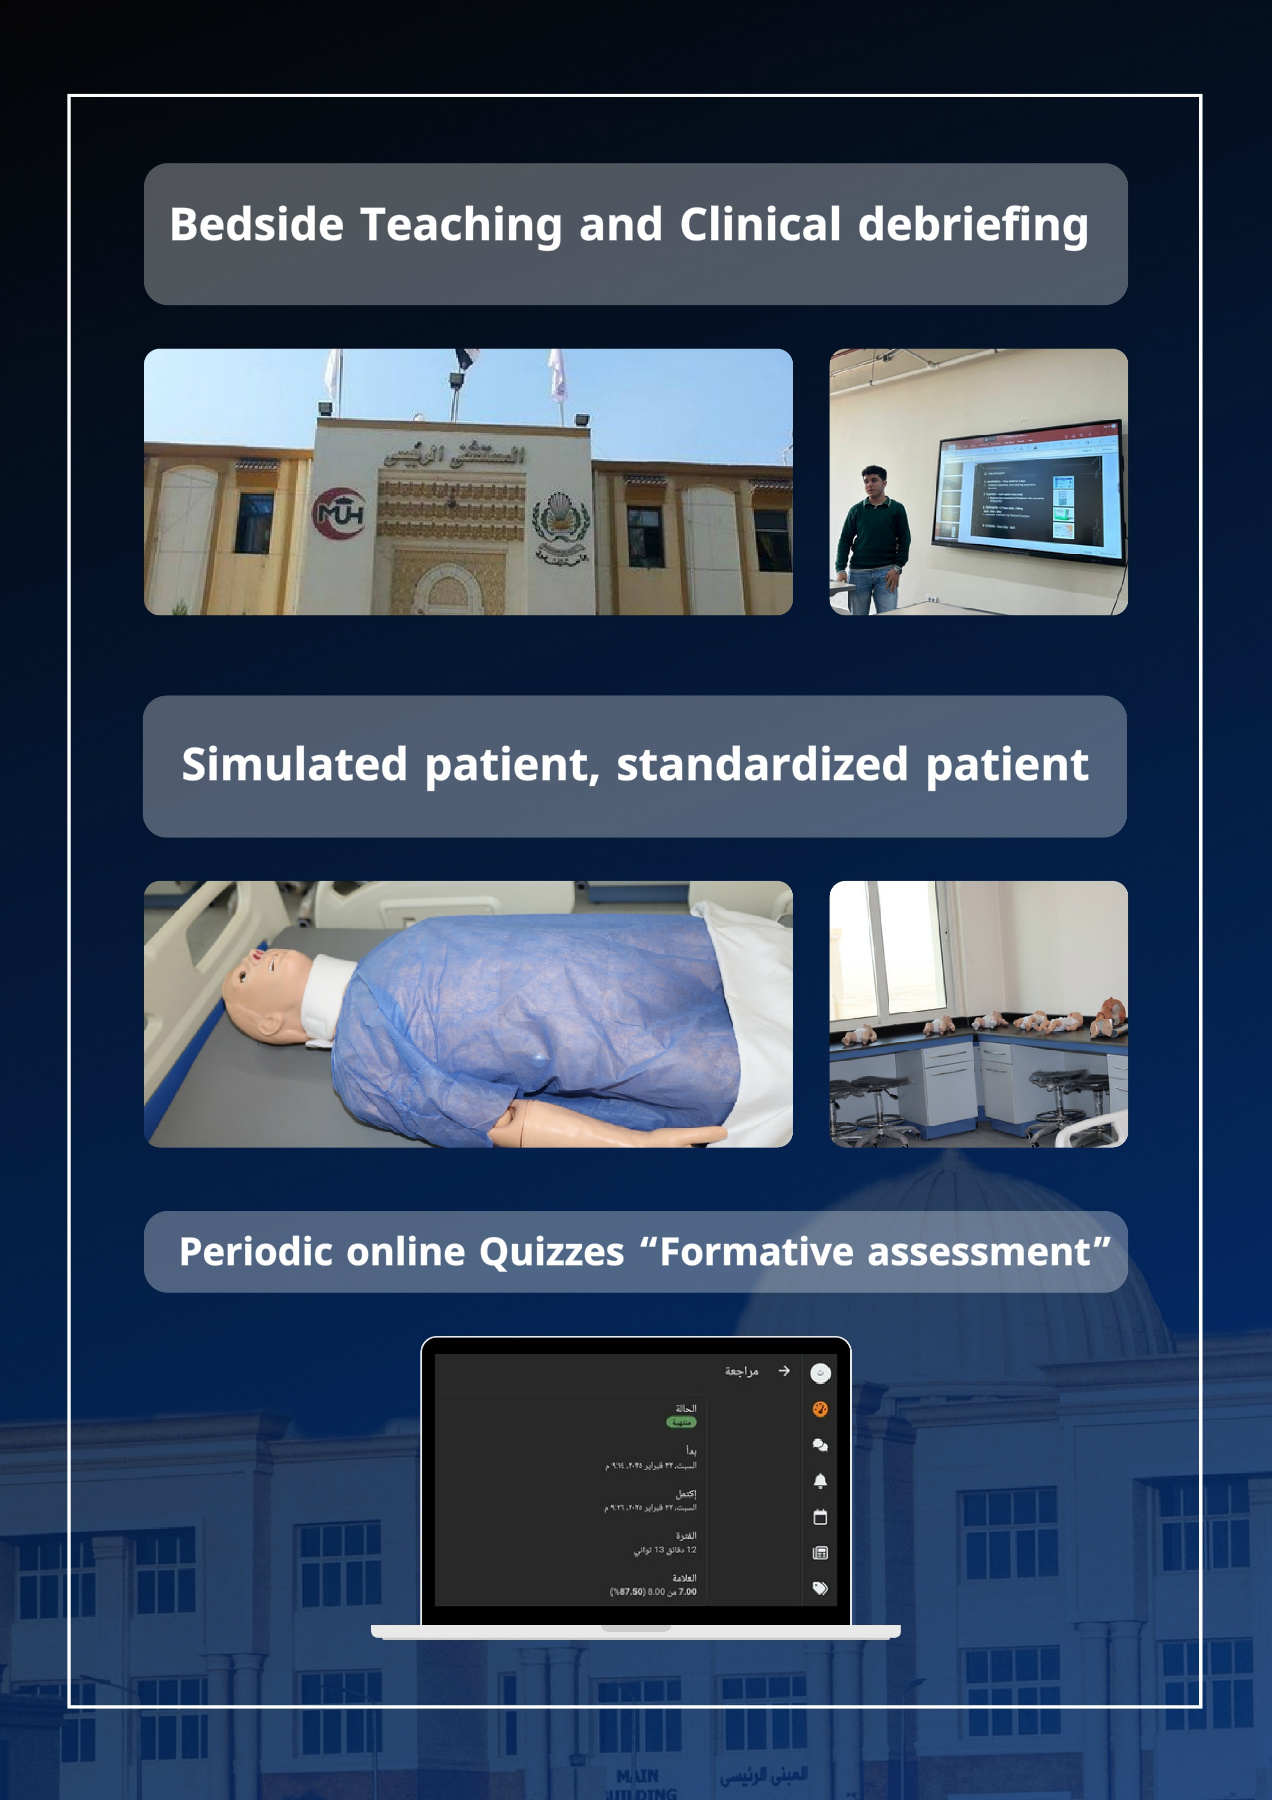 Bedside Teaching and Clinical debriefing
المستشفى الرئيسى
MUH
Simulated patient, standardized patient
Periodic online Quizzes “Formative assessment”
مراجعة
الحالة
منتهية
بدأ
السبت، ٢٢ فبراير ٢٠٢٥، ٩:١٤ م
إكتمل
السبت، ٢٢ فبراير ٢٠٢٥، ٩:٢٦ م
الفترة
12 دقائق 13 ثواني
العلامة
7.00 من 8.00 (87.50%)
MAIN
BUILDING
المبنى الرئيسى